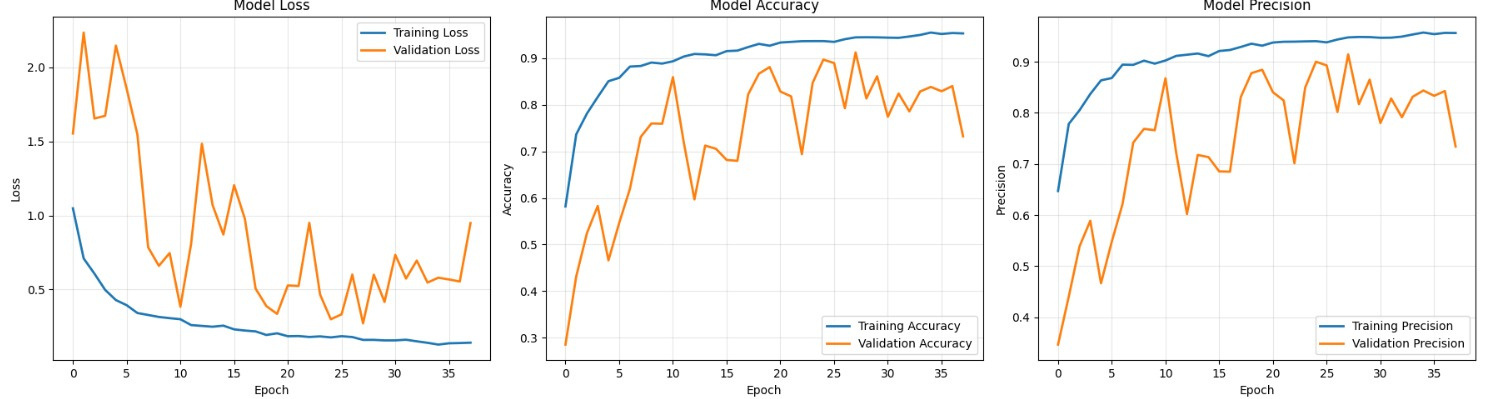 Model Loss
Training Loss
Validation Loss
2.0
1.5
1.0
0.5
Loss
0 5 10 15 20 25 30 35
Epoch
Model Accuracy
0.9
0.8
0.7
0.6
0.5
0.4
0.3
Accuracy
Training Accuracy
Validation Accuracy
0 5 10 15 20 25 30 35
Epoch
Model Precision
0.9
0.8
0.7
0.6
0.5
0.4
Precision
Training Precision
Validation Precision
0 5 10 15 20 25 30 35
Epoch